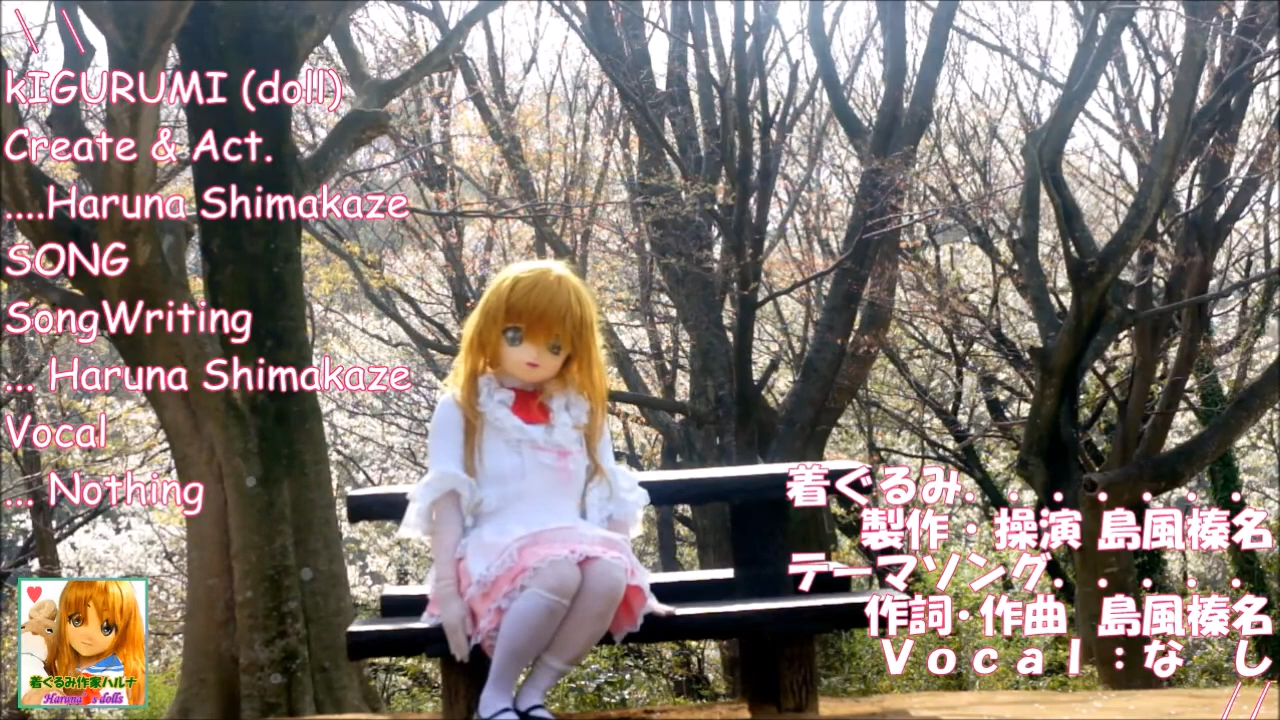 \ \
kIGURUMI (doll)
Create & Act.
....Haruna Shimakaze
SONG
SongWriting
... Haruna Shimakaze
Vocal
... Nothing
着ぐるみ．．．．．．．．
製作・操演 島風榛名
テーマソング．．．．．．
作詞・作曲 島風榛名
Ｖｏｃａｌ：な し
//
着ぐるみ作家ハルナ
Haruna's dolls